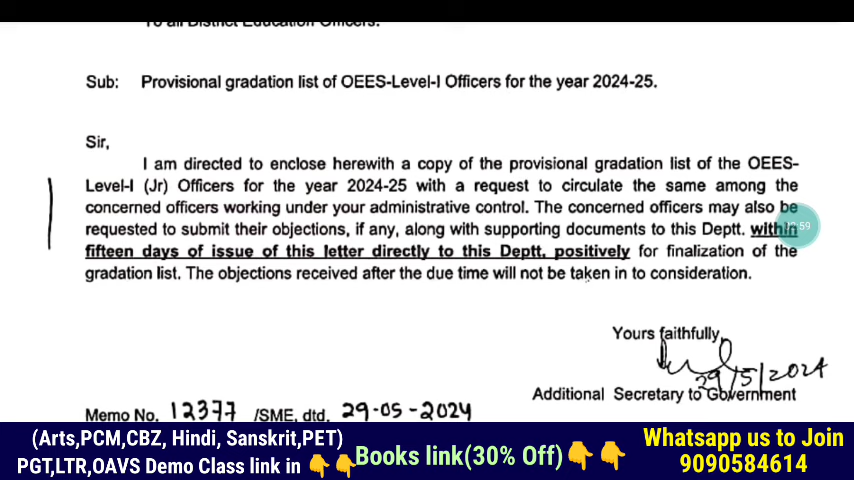 To all District Education Officers.
Sub: Provisional gradation list of OEES-Level-I Officers for the year 2024-25.
Sir,
I am directed to enclose herewith a copy of the provisional gradation list of the OEES-
Level-I (Jr) Officers for the year 2024-25 with a request to circulate the same among the
concerned officers working under your administrative control. The concerned officers may also be
requested to submit their objections, if any, along with supporting documents to this Deptt. within
fifteen days of issue of this letter directly to this Deptt. positively for finalization of the
gradation list. The objections received after the due time will not be taken in to consideration.
Yours faithfully,
29/5/2024
Additional Secretary to Government
Memo No. 12377 /SME, dtd. 29-05-2024
(Arts,PCM,CBZ, Hindi, Sanskrit,PET)
PGT,LTR,OAVS Demo Class link in 👇👇
Books link(30% Off)👇 👇
Whatsapp us to Join
9090584614